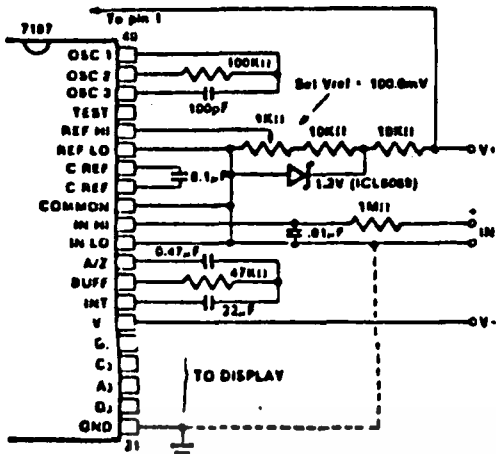 To pin 1
7107
40
OSC 1
100KΩ
OSC 2
OSC 3
100pF
Set Vref = 100.0mV
TEST
REF HI
1KΩ
10KΩ
10KΩ
REF LO
V+
C REF
0.1µF
1.2V (ICL8069)
C REF
COMMON
1MΩ
+
IN HI
.01µF
IN
IN LO
0.47µF
A/Z
47KΩ
BUFF
INT
22µF
V
V-
G
C3
TO DISPLAY
A3
GND
21